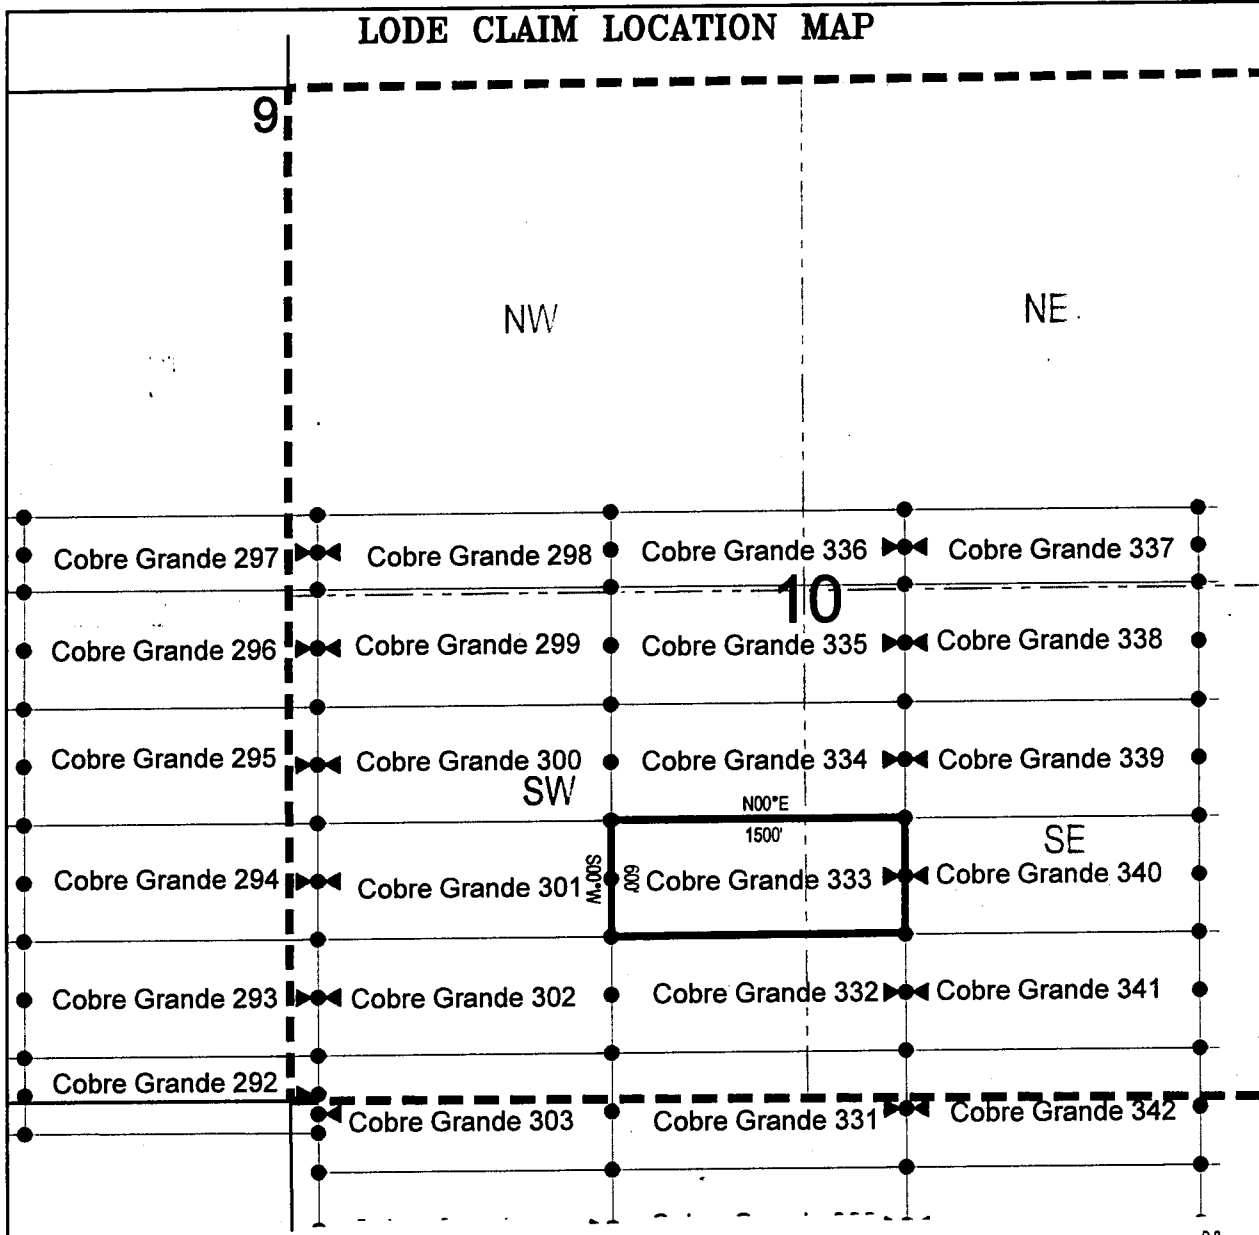 LODE CLAIM LOCATION MAP
9
NW
NE
Cobre Grande 297
Cobre Grande 298
Cobre Grande 336
Cobre Grande 337
10
Cobre Grande 296
Cobre Grande 299
Cobre Grande 335
Cobre Grande 338
Cobre Grande 295
Cobre Grande 300
Cobre Grande 334
Cobre Grande 339
SW
N00°E
1500'
SE
Cobre Grande 294
Cobre Grande 301
S00°W
600'
Cobre Grande 333
Cobre Grande 340
Cobre Grande 293
Cobre Grande 302
Cobre Grande 332
Cobre Grande 341
Cobre Grande 292
Cobre Grande 303
Cobre Grande 331
Cobre Grande 342